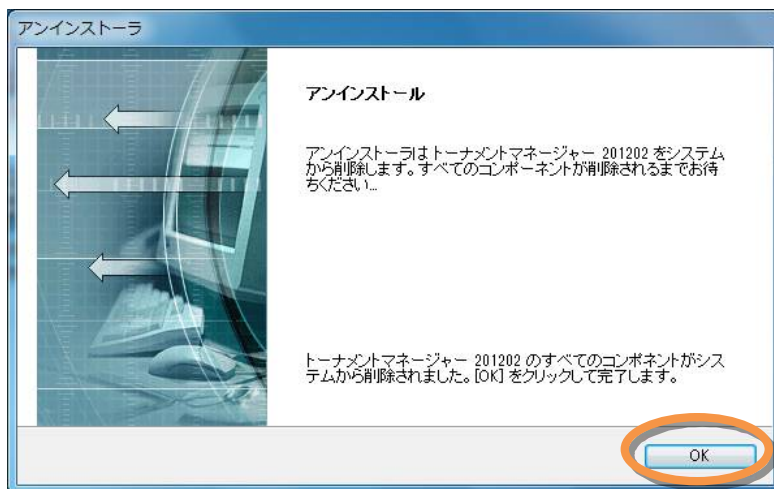 アンインストーラ
アンインストール
アンインストーラはトーナメントマネージャー 201202 をシステム
から削除します。すべてのコンポーネントが削除されるまでお待
ちください...
トーナメントマネージャー 201202 のすべてのコンポネントがシス
テムから削除されました。[OK] をクリックして完了します。
OK